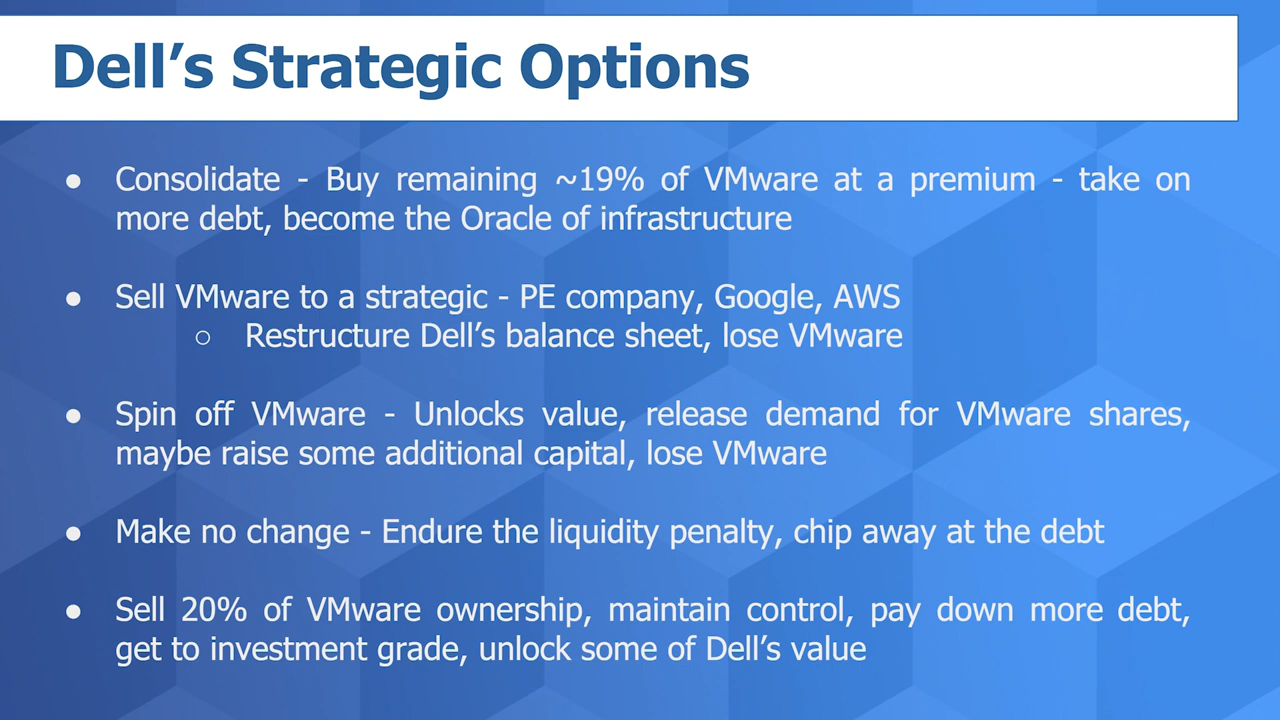 Dell’s Strategic Options
● Consolidate - Buy remaining ~19% of VMware at a premium - take on
more debt, become the Oracle of infrastructure
● Sell VMware to a strategic - PE company, Google, AWS
○ Restructure Dell’s balance sheet, lose VMware
● Spin off VMware - Unlocks value, release demand for VMware shares,
maybe raise some additional capital, lose VMware
● Make no change - Endure the liquidity penalty, chip away at the debt
● Sell 20% of VMware ownership, maintain control, pay down more debt,
get to investment grade, unlock some of Dell’s value